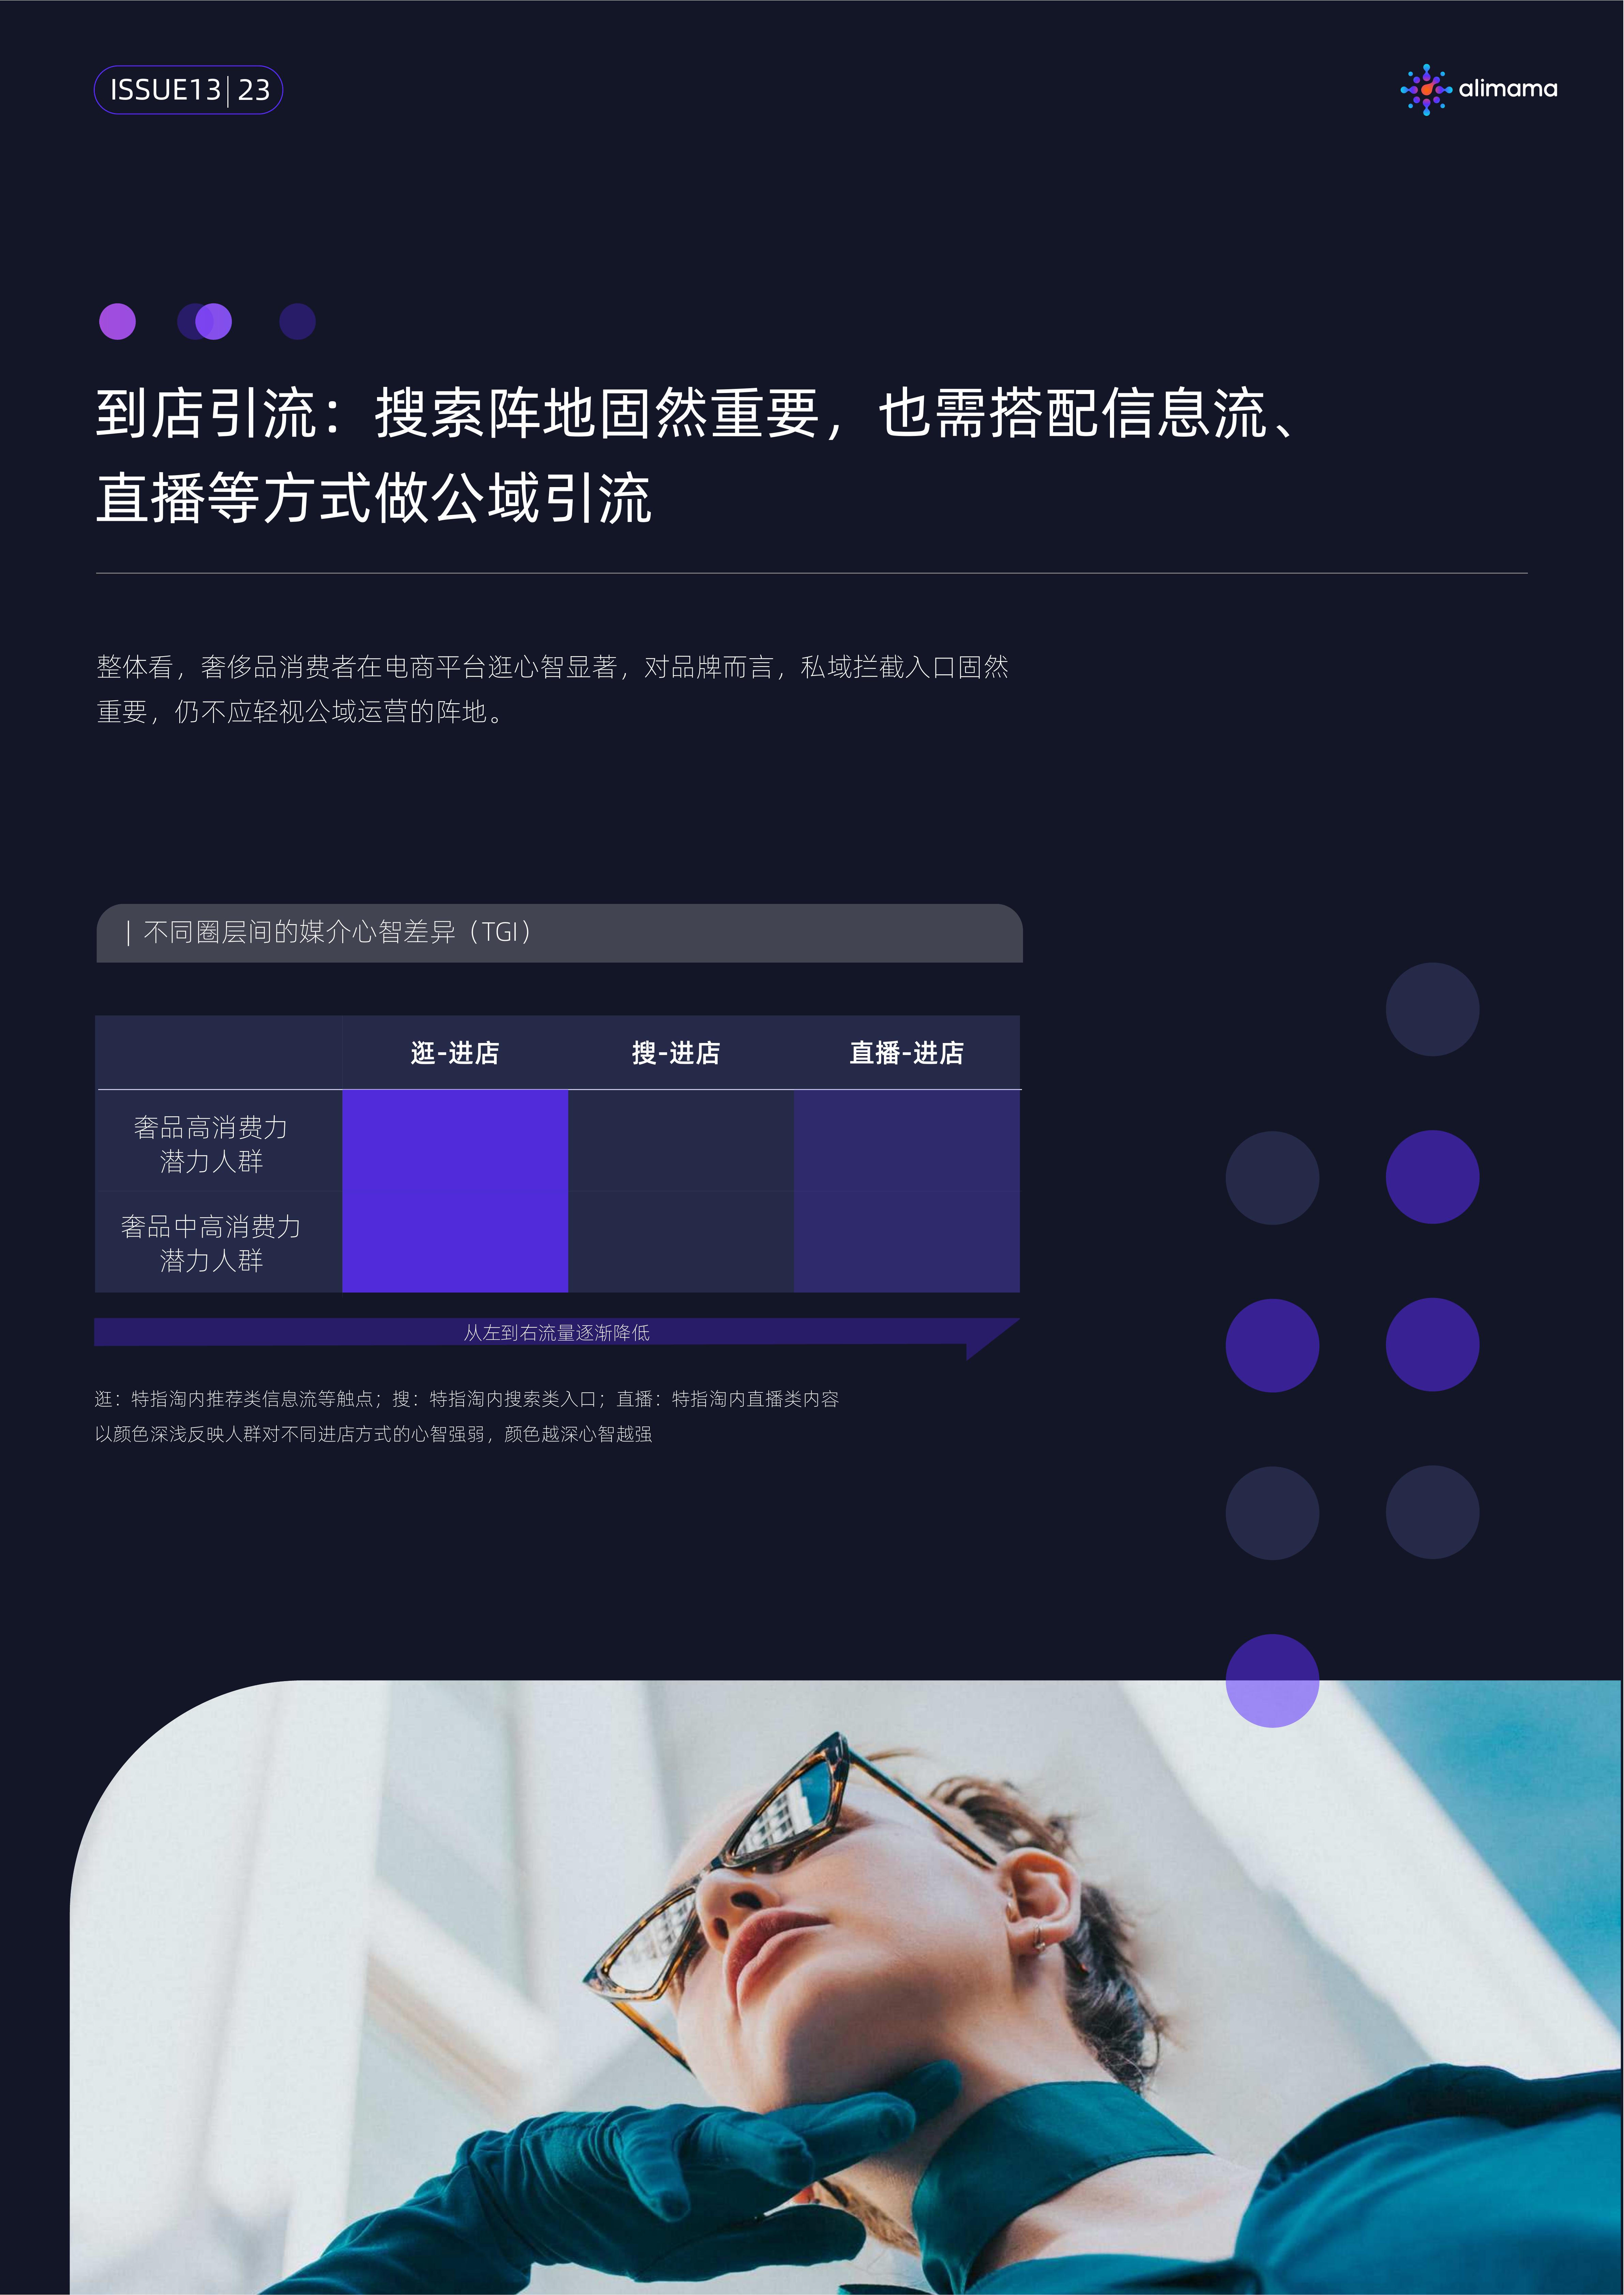 ISSUE13|23
alimama
到店引流：搜索阵地固然重要，也需搭配信息流、
直播等方式做公域引流
整体看，奢侈品消费者在电商平台逛心智显著，对品牌而言，私域拦截入口固然
重要，仍不应轻视公域运营的阵地。
| 不同圈层间的媒介心智差异（TGI）
逛-进店 搜-进店 直播-进店
奢品高消费力
潜力人群
奢品中高消费力
潜力人群
从左到右流量逐渐降低
逛：特指淘内推荐类信息流等触点；搜：特指淘内搜索类入口；直播：特指淘内直播类内容
以颜色深浅反映人群对不同进店方式的心智强弱，颜色越深心智越强